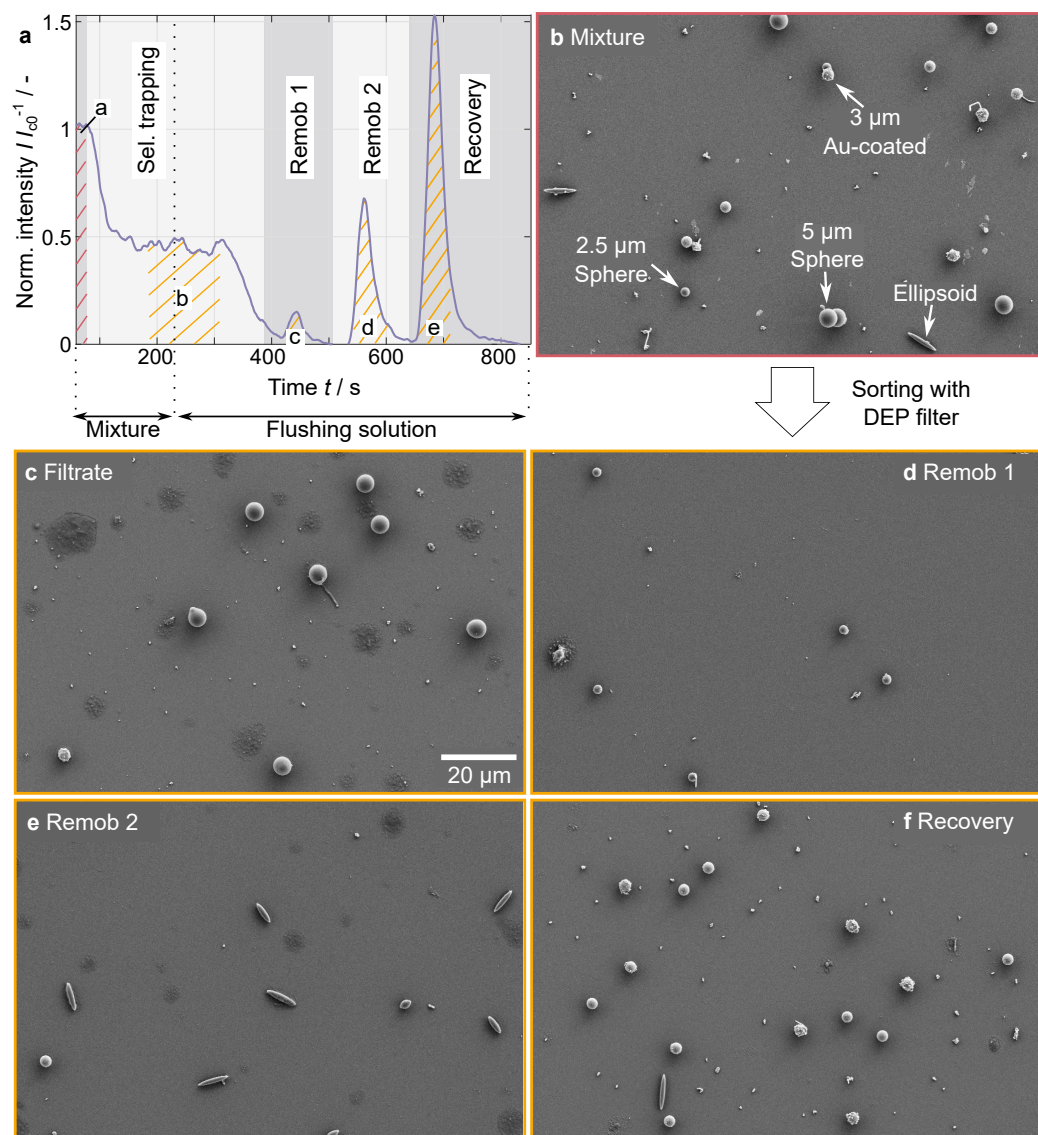 a
Norm. intensity I I_c0^-1 / -
1.5
1
0.5
0
a
Sel. trapping
Remob 1
Remob 2
Recovery
b
c
d
e
200
400
600
800
Time t / s
Mixture
Flushing solution
b Mixture
3 µm
Au-coated
2.5 µm
Sphere
5 µm
Sphere
Ellipsoid
Sorting with
DEP filter
c Filtrate
20 µm
d Remob 1
e Remob 2
f Recovery